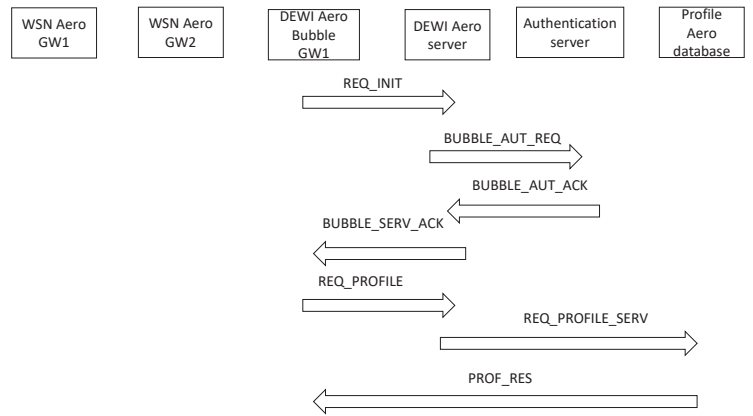 WSN Aero
GW1
WSN Aero
GW2
DEWI Aero
Bubble
GW1
DEWI Aero
server
Authentication
server
Profile
Aero
database
REQ_INIT
BUBBLE_AUT_REQ
BUBBLE_AUT_ACK
BUBBLE_SERV_ACK
REQ_PROFILE
REQ_PROFILE_SERV
PROF_RES